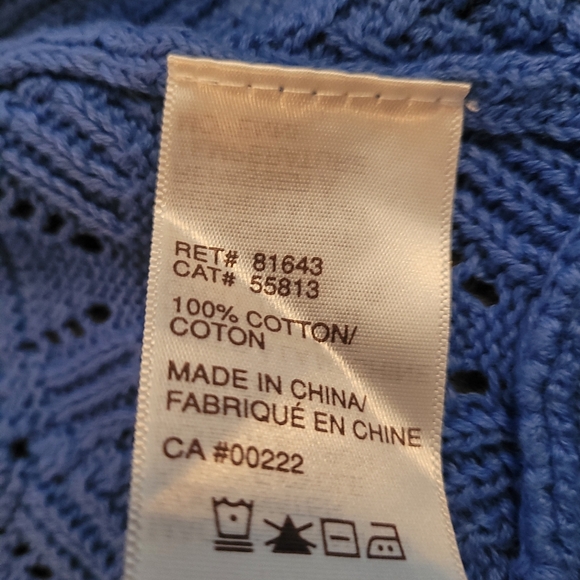 RET# 81643
CAT# 55813
100% COTTON/
COTON
MADE IN CHINA/
FABRIQUÉ EN CHINE
CA #00222